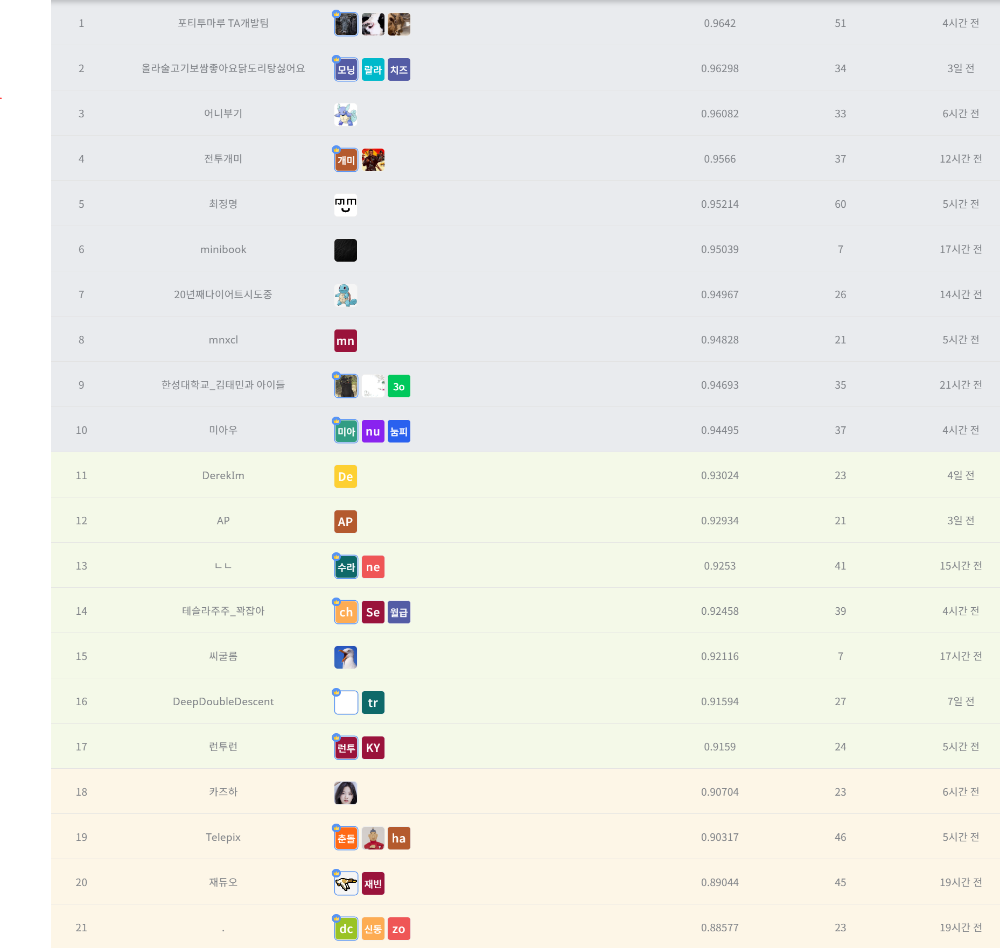 1 포티투마루 TA개발팀 0.9642 51 4시간 전
2 올라술고기보쌈좋아요닭도리탕싫어요 모닝 랄라 치즈 0.96298 34 3일 전
3 어니부기 0.96082 33 6시간 전
4 전투개미 개미 0.9566 37 12시간 전
5 최정명 0.95214 60 5시간 전
6 minibook 0.95039 7 17시간 전
7 20년째다이어트시도중 0.94967 26 14시간 전
8 mnxcl mn 0.94828 21 5시간 전
9 한성대학교_김태민과 아이들 3o 0.94693 35 21시간 전
10 미아우 미아 nu 눔피 0.94495 37 4시간 전
11 DerekIm De 0.93024 23 4일 전
12 AP AP 0.92934 21 3일 전
13 ㄴㄴ 수라 ne 0.9253 41 15시간 전
14 테슬라주주_꽉잡아 ch Se 월급 0.92458 39 4시간 전
15 씨굴롬 0.92116 7 17시간 전
16 DeepDoubleDescent tr 0.91594 27 7일 전
17 런투런 런투 KY 0.9159 24 5시간 전
18 카즈하 0.90704 23 6시간 전
19 Telepix 춘돌 ha 0.90317 46 5시간 전
20 재듀오 재빈 0.89044 45 19시간 전
21 . dc 신동 zo 0.88577 23 19시간 전